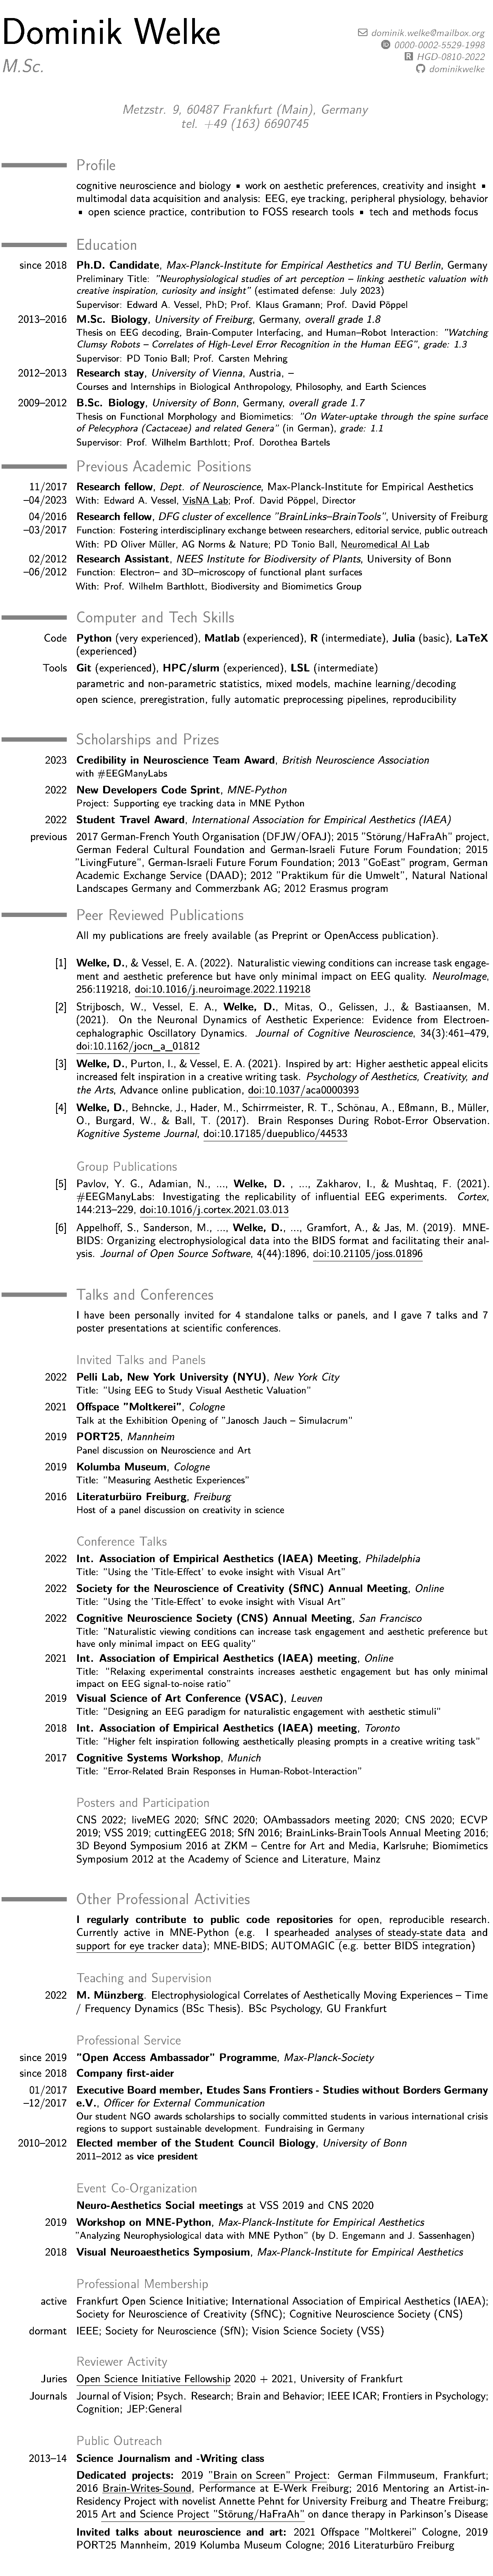 Dominik Welke
M.Sc.
dominik.welke@mailbox.org
0000-0002-5529-1998
HGD-0810-2022
dominikwelke
Metzstr. 9, 60487 Frankfurt (Main), Germany
tel. +49 (163) 6690745
Profile
cognitive neuroscience and biology ▪ work on aesthetic preferences, creativity and insight ▪
multimodal data acquisition and analysis: EEG, eye tracking, peripheral physiology, behavior
▪ open science practice, contribution to FOSS research tools ▪ tech and methods focus
Education
since 2018 Ph.D. Candidate, Max-Planck-Institute for Empirical Aesthetics and TU Berlin, Germany
Preliminary Title: "Neurophysiological studies of art perception – linking aesthetic valuation with
creative inspiration, curiosity and insight" (estimated defense: July 2023)
Supervisor: Edward A. Vessel, PhD; Prof. Klaus Gramann; Prof. David Pöppel
2013–2016 M.Sc. Biology, University of Freiburg, Germany, overall grade 1.8
Thesis on EEG decoding, Brain-Computer Interfacing, and Human–Robot Interaction: "Watching
Clumsy Robots – Correlates of High-Level Error Recognition in the Human EEG", grade: 1.3
Supervisor: PD Tonio Ball; Prof. Carsten Mehring
2012–2013 Research stay, University of Vienna, Austria, –
Courses and Internships in Biological Anthropology, Philosophy, and Earth Sciences
2009–2012 B.Sc. Biology, University of Bonn, Germany, overall grade 1.7
Thesis on Functional Morphology and Biomimetics: "On Water-uptake through the spine surface
of Pelecyphora (Cactaceae) and related Genera" (in German), grade: 1.1
Supervisor: Prof. Wilhelm Barthlott; Prof. Dorothea Bartels
Previous Academic Positions
11/2017 Research fellow, Dept. of Neuroscience, Max-Planck-Institute for Empirical Aesthetics
–04/2023 With: Edward A. Vessel, VisNA Lab; Prof. David Pöppel, Director
04/2016 Research fellow, DFG cluster of excellence "BrainLinks–BrainTools", University of Freiburg
–03/2017 Function: Fostering interdisciplinary exchange between researchers, editorial service, public outreach
With: PD Oliver Müller, AG Norms & Nature; PD Tonio Ball, Neuromedical AI Lab
02/2012 Research Assistant, NEES Institute for Biodiversity of Plants, University of Bonn
–06/2012 Function: Electron– and 3D–microscopy of functional plant surfaces
With: Prof. Wilhelm Barthlott, Biodiversity and Biomimetics Group
Computer and Tech Skills
Code Python (very experienced), Matlab (experienced), R (intermediate), Julia (basic), LaTeX
(experienced)
Tools Git (experienced), HPC/slurm (experienced), LSL (intermediate)
parametric and non-parametric statistics, mixed models, machine learning/decoding
open science, preregistration, fully automatic preprocessing pipelines, reproducibility
Scholarships and Prizes
2023 Credibility in Neuroscience Team Award, British Neuroscience Association
with #EEGManyLabs
2022 New Developers Code Sprint, MNE-Python
Project: Supporting eye tracking data in MNE Python
2022 Student Travel Award, International Association for Empirical Aesthetics (IAEA)
previous 2017 German-French Youth Organisation (DFJW/OFAJ); 2015 "Störung/HaFraAh" project,
German Federal Cultural Foundation and German-Israeli Future Forum Foundation; 2015
"LivingFuture", German-Israeli Future Forum Foundation; 2013 "GoEast" program, German
Academic Exchange Service (DAAD); 2012 "Praktikum für die Umwelt", Natural National
Landscapes Germany and Commerzbank AG; 2012 Erasmus program
Peer Reviewed Publications
All my publications are freely available (as Preprint or OpenAccess publication).
[1] Welke, D., & Vessel, E. A. (2022). Naturalistic viewing conditions can increase task engage-
ment and aesthetic preference but have only minimal impact on EEG quality. NeuroImage,
256:119218, doi:10.1016/j.neuroimage.2022.119218
[2] Strijbosch, W., Vessel, E. A., Welke, D., Mitas, O., Gelissen, J., & Bastiaansen, M.
(2021). On the Neuronal Dynamics of Aesthetic Experience: Evidence from Electroen-
cephalographic Oscillatory Dynamics. Journal of Cognitive Neuroscience, 34(3):461–479,
doi:10.1162/jocn_a_01812
[3] Welke, D., Purton, I., & Vessel, E. A. (2021). Inspired by art: Higher aesthetic appeal elicits
increased felt inspiration in a creative writing task. Psychology of Aesthetics, Creativity, and
the Arts, Advance online publication, doi:10.1037/aca0000393
[4] Welke, D., Behncke, J., Hader, M., Schirrmeister, R. T., Schönau, A., Eßmann, B., Müller,
O., Burgard, W., & Ball, T. (2017). Brain Responses During Robot-Error Observation.
Kognitive Systeme Journal, doi:10.17185/duepublico/44533
Group Publications
[5] Pavlov, Y. G., Adamian, N., ..., Welke, D. , ..., Zakharov, I., & Mushtaq, F. (2021).
#EEGManyLabs: Investigating the replicability of influential EEG experiments. Cortex,
144:213–229, doi:10.1016/j.cortex.2021.03.013
[6] Appelhoff, S., Sanderson, M., ..., Welke, D., ..., Gramfort, A., & Jas, M. (2019). MNE-
BIDS: Organizing electrophysiological data into the BIDS format and facilitating their anal-
ysis. Journal of Open Source Software, 4(44):1896, doi:10.21105/joss.01896
Talks and Conferences
I have been personally invited for 4 standalone talks or panels, and I gave 7 talks and 7
poster presentations at scientific conferences.
Invited Talks and Panels
2022 Pelli Lab, New York University (NYU), New York City
Title: "Using EEG to Study Visual Aesthetic Valuation"
2021 Offspace "Moltkerei", Cologne
Talk at the Exhibition Opening of "Janosch Jauch – Simulacrum"
2019 PORT25, Mannheim
Panel discussion on Neuroscience and Art
2019 Kolumba Museum, Cologne
Title: "Measuring Aesthetic Experiences"
2016 Literaturbüro Freiburg, Freiburg
Host of a panel discussion on creativity in science
Conference Talks
2022 Int. Association of Empirical Aesthetics (IAEA) Meeting, Philadelphia
Title: "Using the 'Title-Effect' to evoke insight with Visual Art"
2022 Society for the Neuroscience of Creativity (SfNC) Annual Meeting, Online
Title: "Using the 'Title-Effect' to evoke insight with Visual Art"
2022 Cognitive Neuroscience Society (CNS) Annual Meeting, San Francisco
Title: "Naturalistic viewing conditions can increase task engagement and aesthetic preference but
have only minimal impact on EEG quality"
2021 Int. Association of Empirical Aesthetics (IAEA) meeting, Online
Title: "Relaxing experimental constraints increases aesthetic engagement but has only minimal
impact on EEG signal-to-noise ratio"
2019 Visual Science of Art Conference (VSAC), Leuven
Title: "Designing an EEG paradigm for naturalistic engagement with aesthetic stimuli"
2018 Int. Association of Empirical Aesthetics (IAEA) meeting, Toronto
Title: "Higher felt inspiration following aesthetically pleasing prompts in a creative writing task"
2017 Cognitive Systems Workshop, Munich
Title: "Error-Related Brain Responses in Human-Robot-Interaction"
Posters and Participation
CNS 2022; liveMEG 2020; SfNC 2020; OAmbassadors meeting 2020; CNS 2020; ECVP
2019; VSS 2019; cuttingEEG 2018; SfN 2016; BrainLinks-BrainTools Annual Meeting 2016;
3D Beyond Symposium 2016 at ZKM – Centre for Art and Media, Karlsruhe; Biomimetics
Symposium 2012 at the Academy of Science and Literature, Mainz
Other Professional Activities
I regularly contribute to public code repositories for open, reproducible research.
Currently active in MNE-Python (e.g. I spearheaded analyses of steady-state data and
support for eye tracker data); MNE-BIDS; AUTOMAGIC (e.g. better BIDS integration)
Teaching and Supervision
2022 M. Münzberg. Electrophysiological Correlates of Aesthetically Moving Experiences – Time
/ Frequency Dynamics (BSc Thesis). BSc Psychology, GU Frankfurt
Professional Service
since 2019 "Open Access Ambassador" Programme, Max-Planck-Society
since 2018 Company first-aider
01/2017 Executive Board member, Etudes Sans Frontiers - Studies without Borders Germany
–12/2017 e.V., Officer for External Communication
Our student NGO awards scholarships to socially committed students in various international crisis
regions to support sustainable development. Fundraising in Germany
2010–2012 Elected member of the Student Council Biology, University of Bonn
2011–2012 as vice president
Event Co-Organization
Neuro-Aesthetics Social meetings at VSS 2019 and CNS 2020
2019 Workshop on MNE-Python, Max-Planck-Institute for Empirical Aesthetics
"Analyzing Neurophysiological data with MNE Python" (by D. Engemann and J. Sassenhagen)
2018 Visual Neuroaesthetics Symposium, Max-Planck-Institute for Empirical Aesthetics
Professional Membership
active Frankfurt Open Science Initiative; International Association of Empirical Aesthetics (IAEA);
Society for Neuroscience of Creativity (SfNC); Cognitive Neuroscience Society (CNS)
dormant IEEE; Society for Neuroscience (SfN); Vision Science Society (VSS)
Reviewer Activity
Juries Open Science Initiative Fellowship 2020 + 2021, University of Frankfurt
Journals Journal of Vision; Psych. Research; Brain and Behavior; IEEE ICAR; Frontiers in Psychology;
Cognition; JEP:General
Public Outreach
2013–14 Science Journalism and -Writing class
Dedicated projects: 2019 "Brain on Screen" Project: German Filmmuseum, Frankfurt;
2016 Brain-Writes-Sound, Performance at E-Werk Freiburg; 2016 Mentoring an Artist-in-
Residency Project with novelist Annette Pehnt for University Freiburg and Theatre Freiburg;
2015 Art and Science Project "Störung/HaFraAh" on dance therapy in Parkinson's Disease
Invited talks about neuroscience and art: 2021 Offspace "Moltkerei" Cologne, 2019
PORT25 Mannheim, 2019 Kolumba Museum Cologne; 2016 Literaturbüro Freiburg